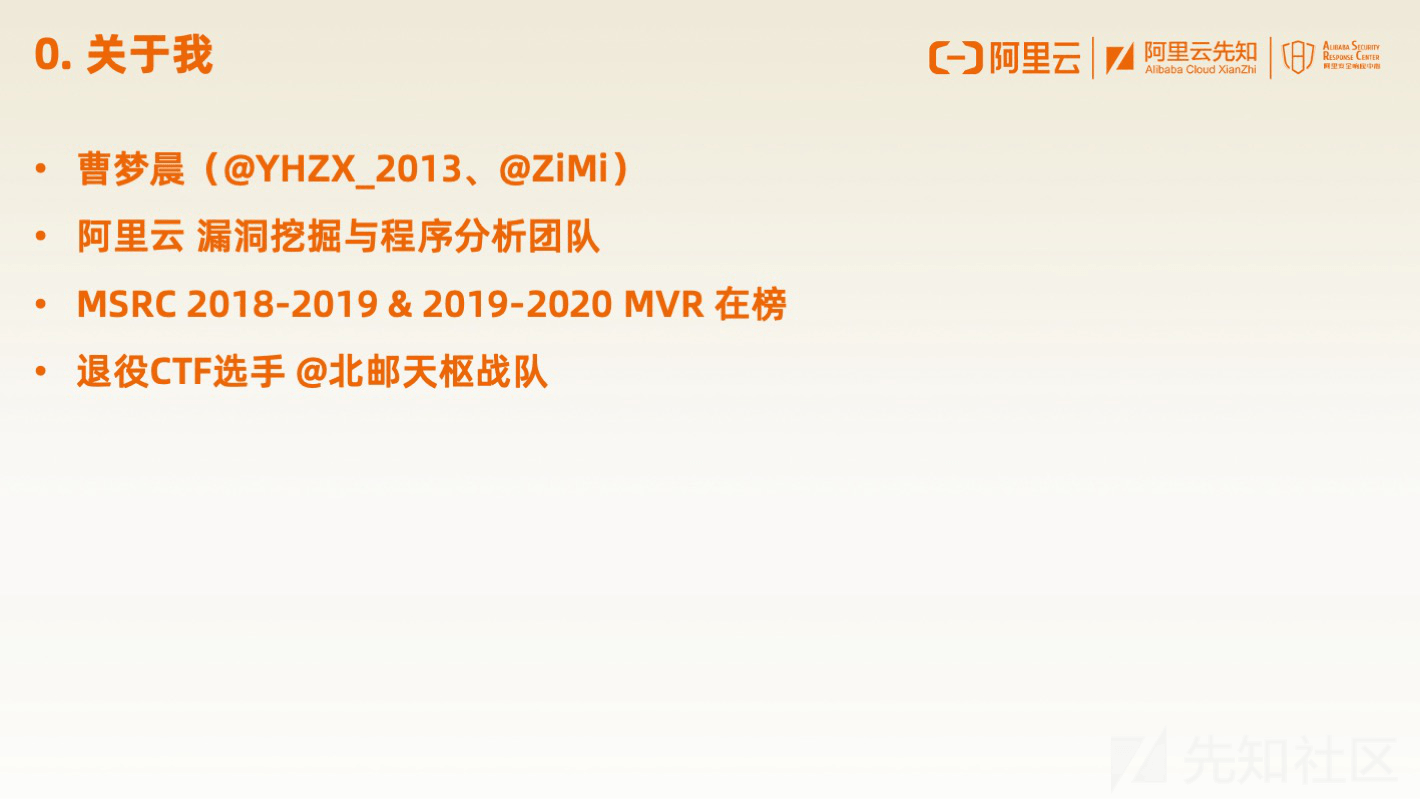 0. 关于我
阿里云
阿里云先知
Alibaba Cloud XianZhi
ALIBABA SECURITY
RESPONSE CENTER
阿里安全响应中心
• 曹梦晨（@YHZX_2013、@ZiMi）
• 阿里云 漏洞挖掘与程序分析团队
• MSRC 2018-2019 & 2019-2020 MVR 在榜
• 退役CTF选手 @北邮天枢战队
先知社区